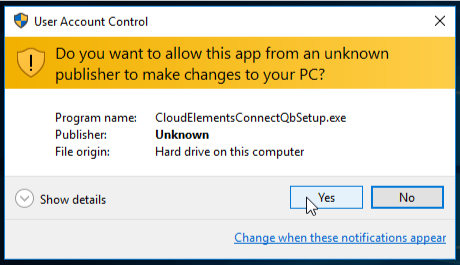 User Account Control
Do you want to allow this app from an unknown
publisher to make changes to your PC?
Program name: CloudElementsConnectQbSetup.exe
Publisher: Unknown
File origin: Hard drive on this computer
Show details
Yes No
Change when these notifications appear